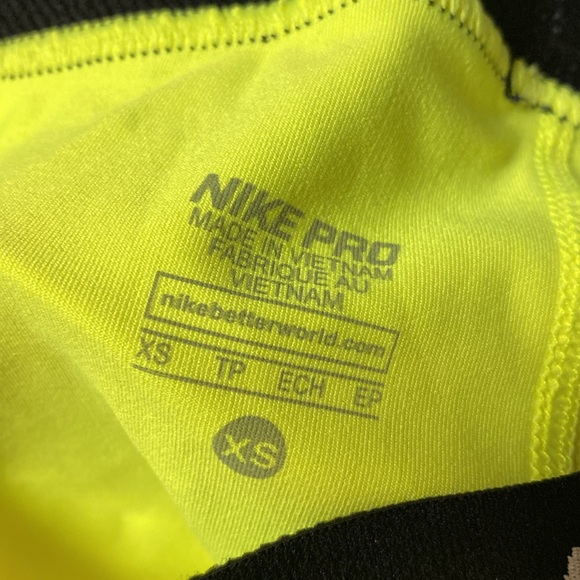 NIKE PRO
MADE IN VIETNAM
FABRIQUE AU
VIETNAM
nikebetterworld.com
XS TP ECH EP
XS